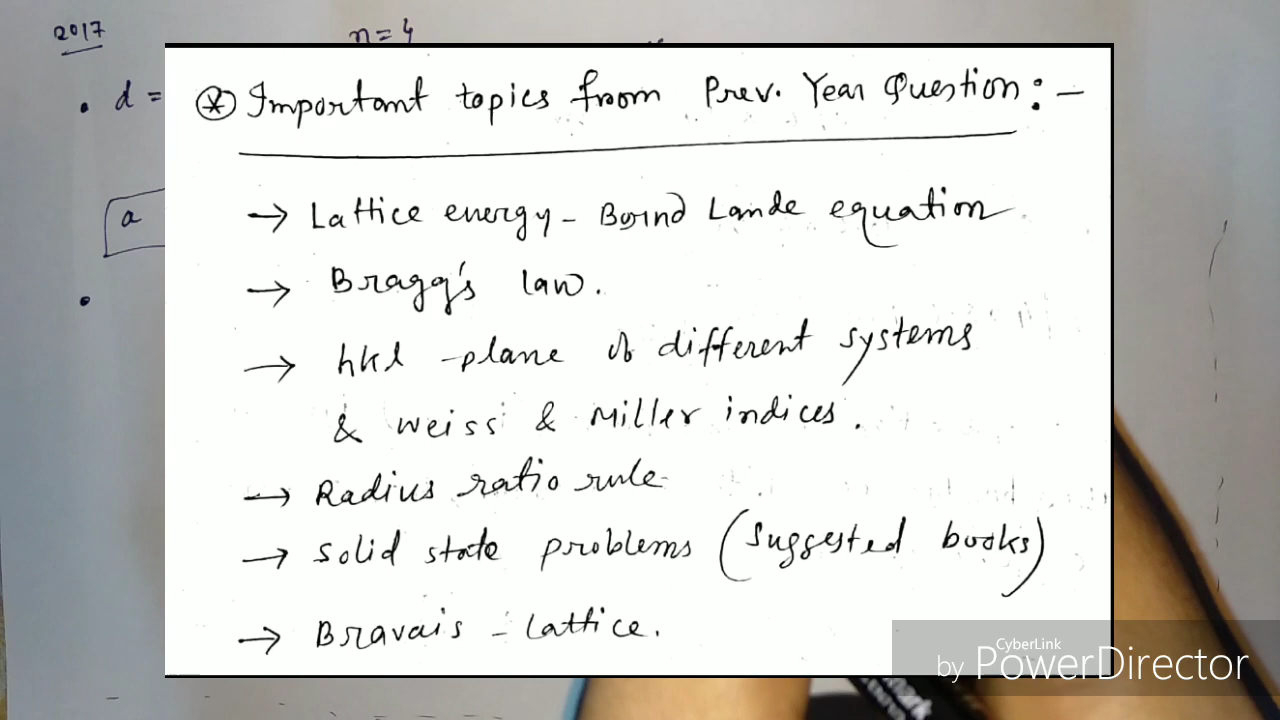 2017
n=4
d =
a
⊛ Important topics from Prev. Year Question : –
→ Lattice energy – Bornd Lande equation
→ Bragg's law.
→ hkl -plane of different systems
& weiss & Miller indices.
→ Radius ratio rule
→ Solid state problems (Suggested books)
→ Bravais - Lattice.
CyberLink
by PowerDirector